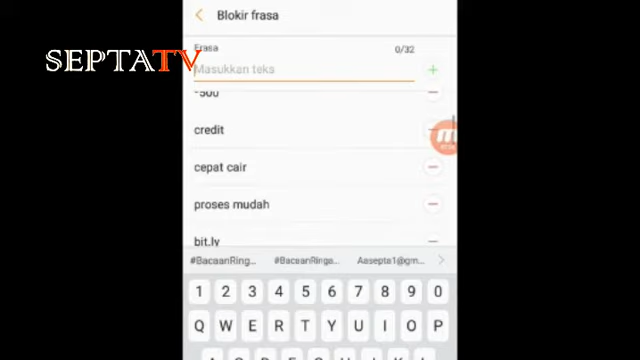 Blokir frasa
SEPTATV
Frasa
0/32
Masukkan teks
-500
credit
cepat cair
proses mudah
bit.ly
#BacaanRing... #BacaanRinga... Aasepta1@gm...
1 2 3 4 5 6 7 8 9 0
Q W E R T Y U I O P